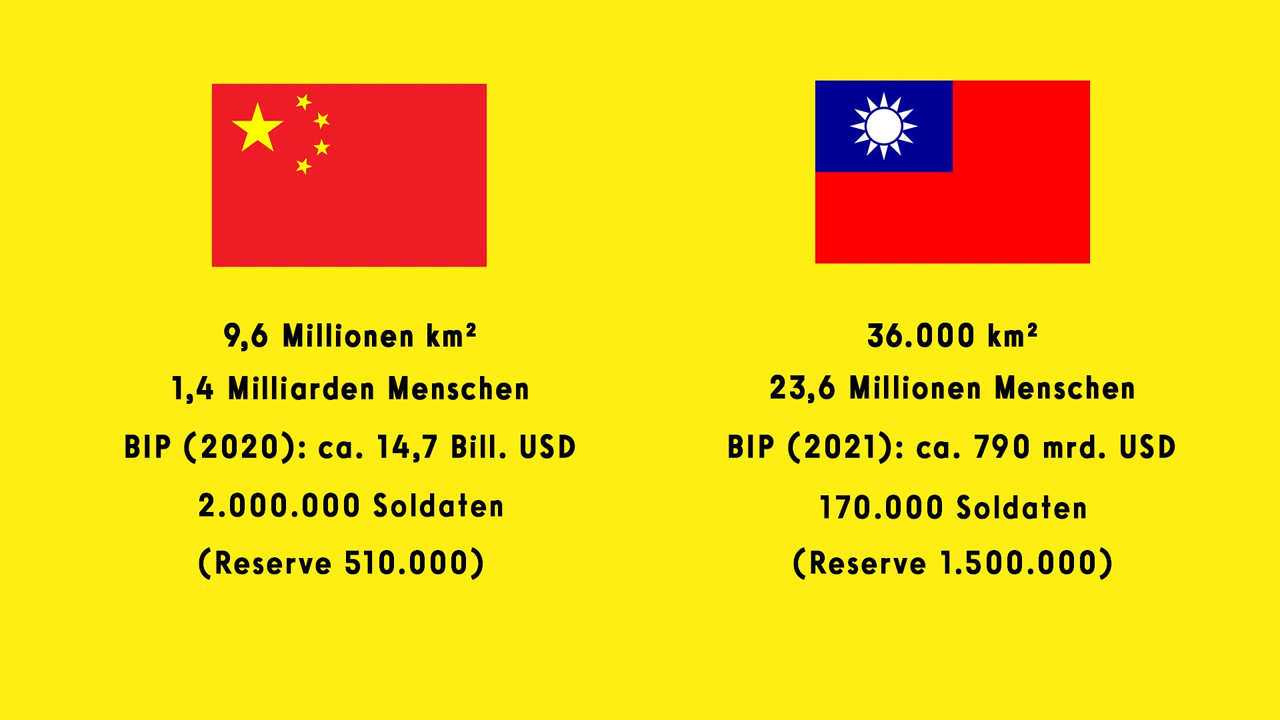 9,6 Millionen km²
1,4 Milliarden Menschen
BIP (2020): ca. 14,7 Bill. USD
2.000.000 Soldaten
(Reserve 510.000)
36.000 km²
23,6 Millionen Menschen
BIP (2021): ca. 790 mrd. USD
170.000 Soldaten
(Reserve 1.500.000)